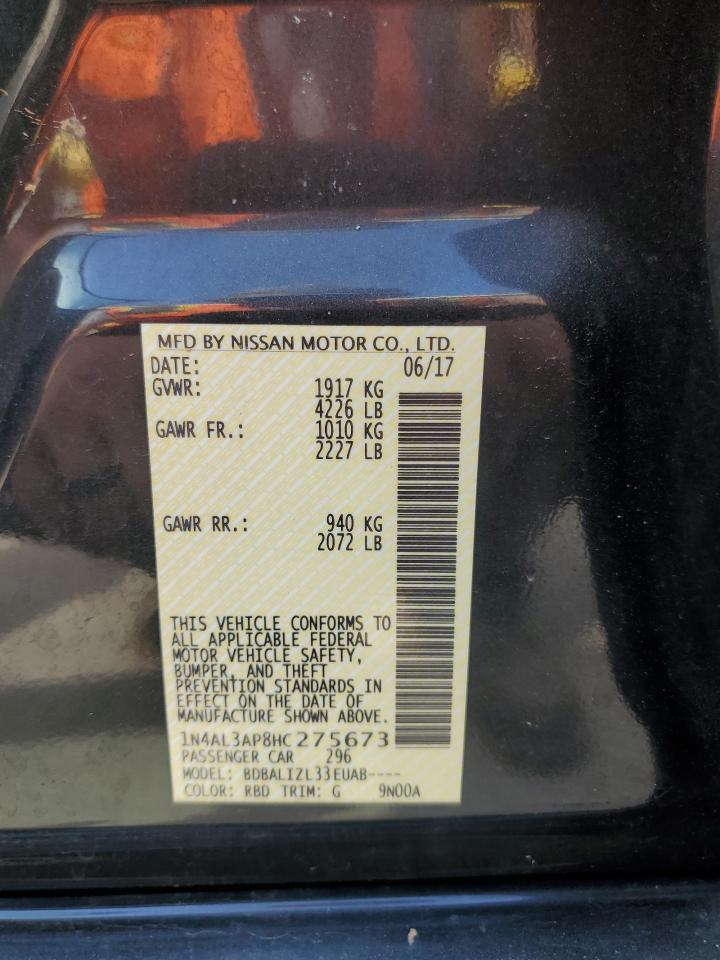 MFD BY NISSAN MOTOR CO., LTD.
DATE: 06/17
GVWR: 1917 KG
4226 LB
GAWR FR.: 1010 KG
2227 LB
GAWR RR.: 940 KG
2072 LB
THIS VEHICLE CONFORMS TO
ALL APPLICABLE FEDERAL
MOTOR VEHICLE SAFETY,
BUMPER, AND THEFT
PREVENTION STANDARDS IN
EFFECT ON THE DATE OF
MANUFACTURE SHOWN ABOVE.
1N4AL3AP8HC275673
PASSENGER CAR 296
MODEL: BDBALIZL33EUAB----
COLOR: RBD TRIM: G 9N00A